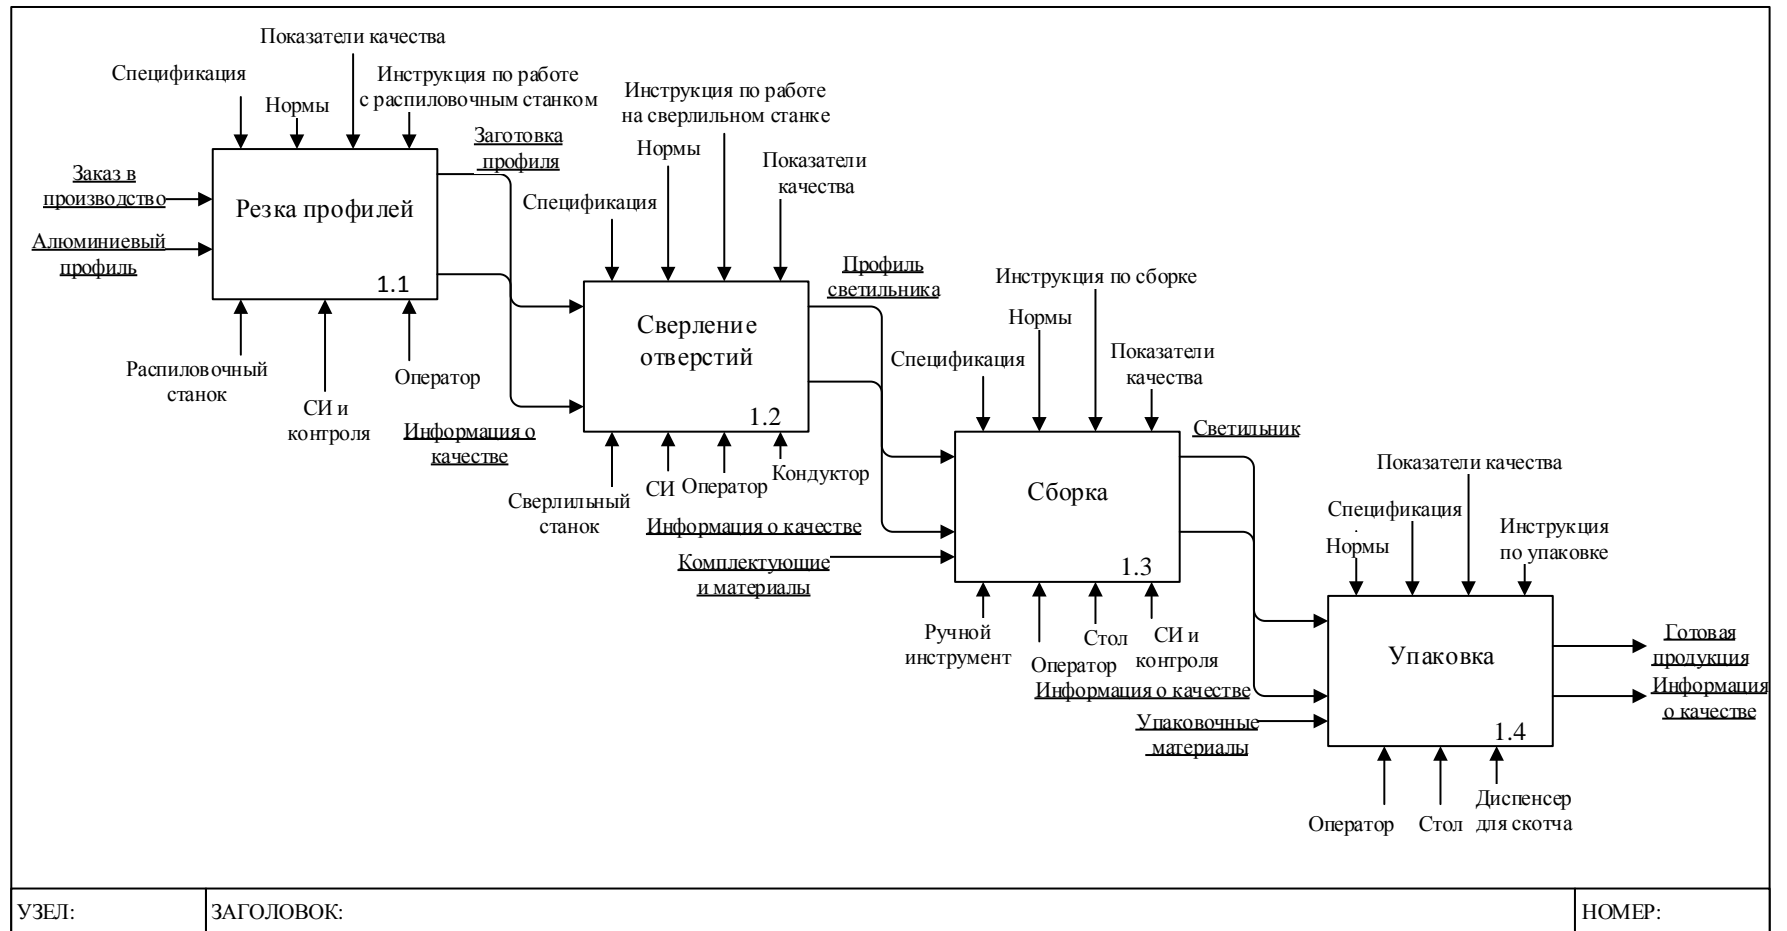 Показатели качества
Спецификация
Нормы
Инструкция по работе
с распиловочным станком
Заказ в
производство
Алюминиевый
профиль
Резка профилей
1.1
Заготовка
профиля
Распиловочный
станок
СИ и
контроля
Оператор
Информация о
качестве
Инструкция по работе
на сверлильном станке
Нормы
Показатели
качества
Спецификация
Сверление
отверстий
1.2
Профиль
светильника
Сверлильный
станок
СИ
Оператор
Кондуктор
Информация о качестве
Комплектующие
и материалы
Инструкция по сборке
Нормы
Спецификация
Показатели
качества
Сборка
1.3
Светильник
Ручной
инструмент
Оператор
Стол
СИ и
контроля
Информация о качестве
Упаковочные
материалы
Показатели качества
Спецификация
Нормы
Инструкция
по упаковке
Упаковка
1.4
Готовая
продукция
Информация
о качестве
Оператор
Стол
Диспенсер
для скотча
УЗЕЛ:
ЗАГОЛОВОК:
НОМЕР: